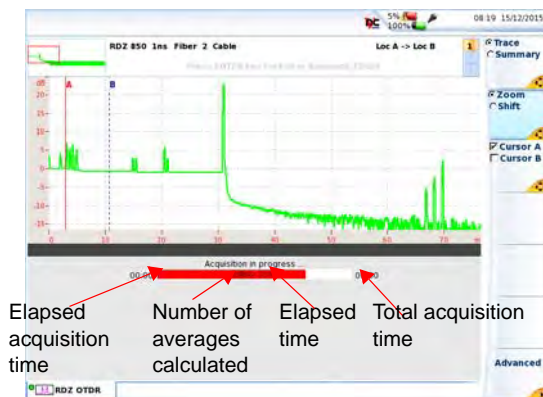 5% 08:19 15/12/2015
DC 100%
RDZ 850 1ns Fiber 2 Cable Loc A -> Loc B 1
Trace
Summary
dB A B
Zoom
Shift
20-
15-
10-
5-
0-
-5-
-10-
-15-
Cursor A
Cursor B
0 10 20 30 40 50 60 70 80
Acquisition in progress ...
Elapsed acquisition time
Number of averages calculated
Elapsed time
Total acquisition time
Advanced
RDZ OTDR